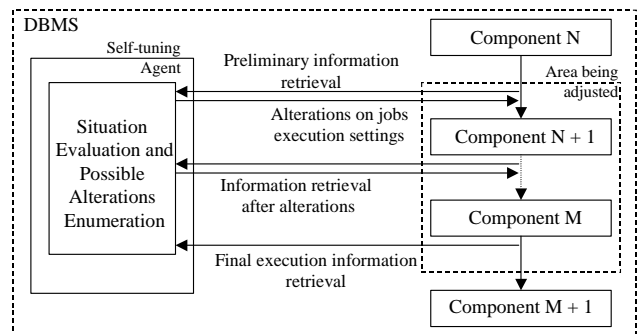 DBMS
Self-tuning
Agent
Situation
Evaluation and
Possible
Alterations
Enumeration
Preliminary information
retrieval
Alterations on jobs
execution settings
Information retrieval
after alterations
Final execution information
retrieval
Component N
Area being
adjusted
Component N + 1
Component M
Component M + 1